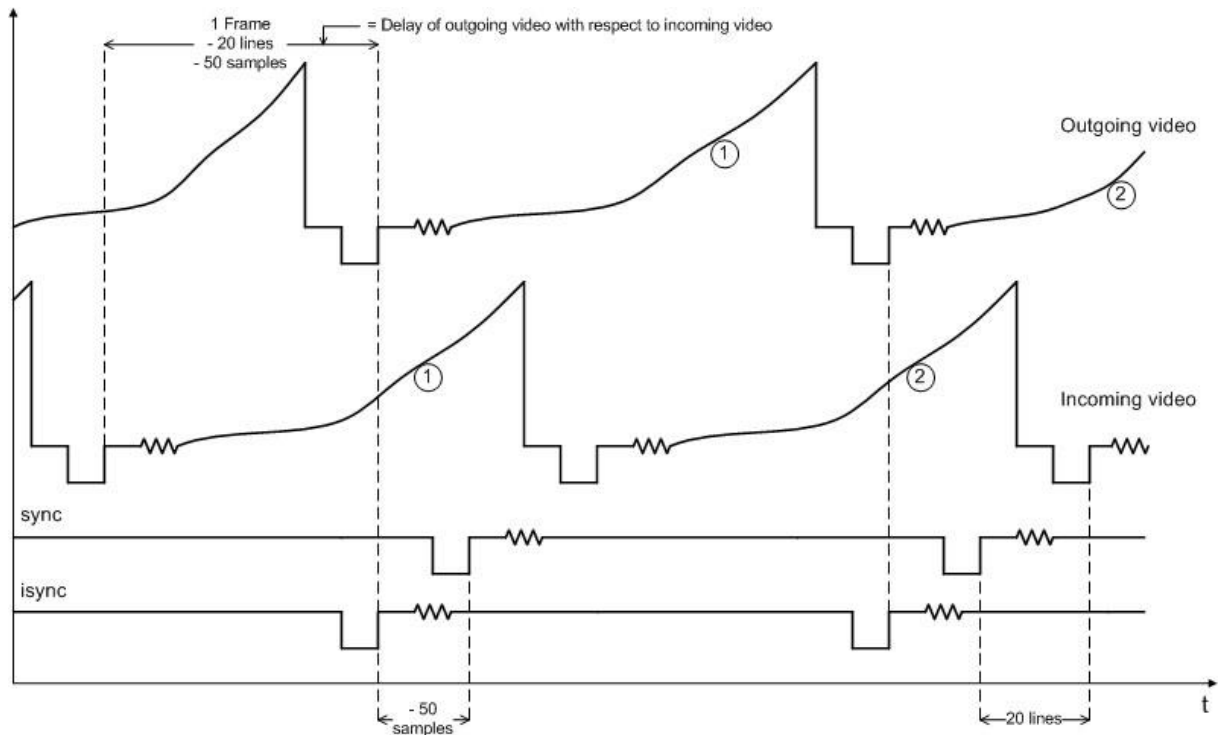 1 Frame
- 20 lines
- 50 samples
= Delay of outgoing video with respect to incoming video
Outgoing video
1
2
Incoming video
1
2
sync
isync
t
- 50
samples
20 lines